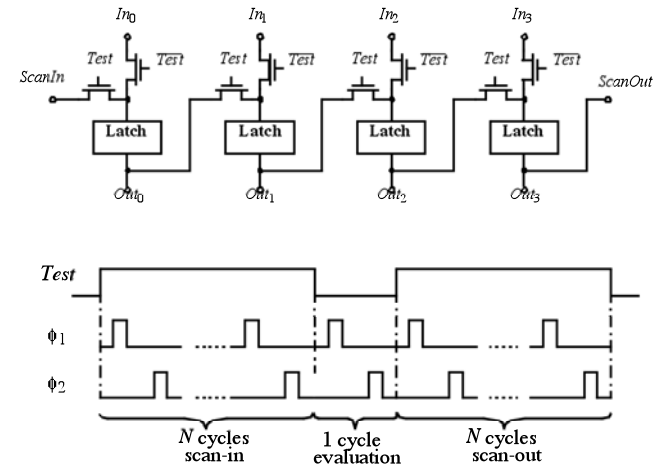 In0 In1 In2 In3
ScanIn Test Test Test Test Test Test Test Test ScanOut
Latch Latch Latch Latch
Out0 Out1 Out2 Out3
Test
ϕ1
ϕ2
N cycles scan-in
1 cycle evaluation
N cycles scan-out